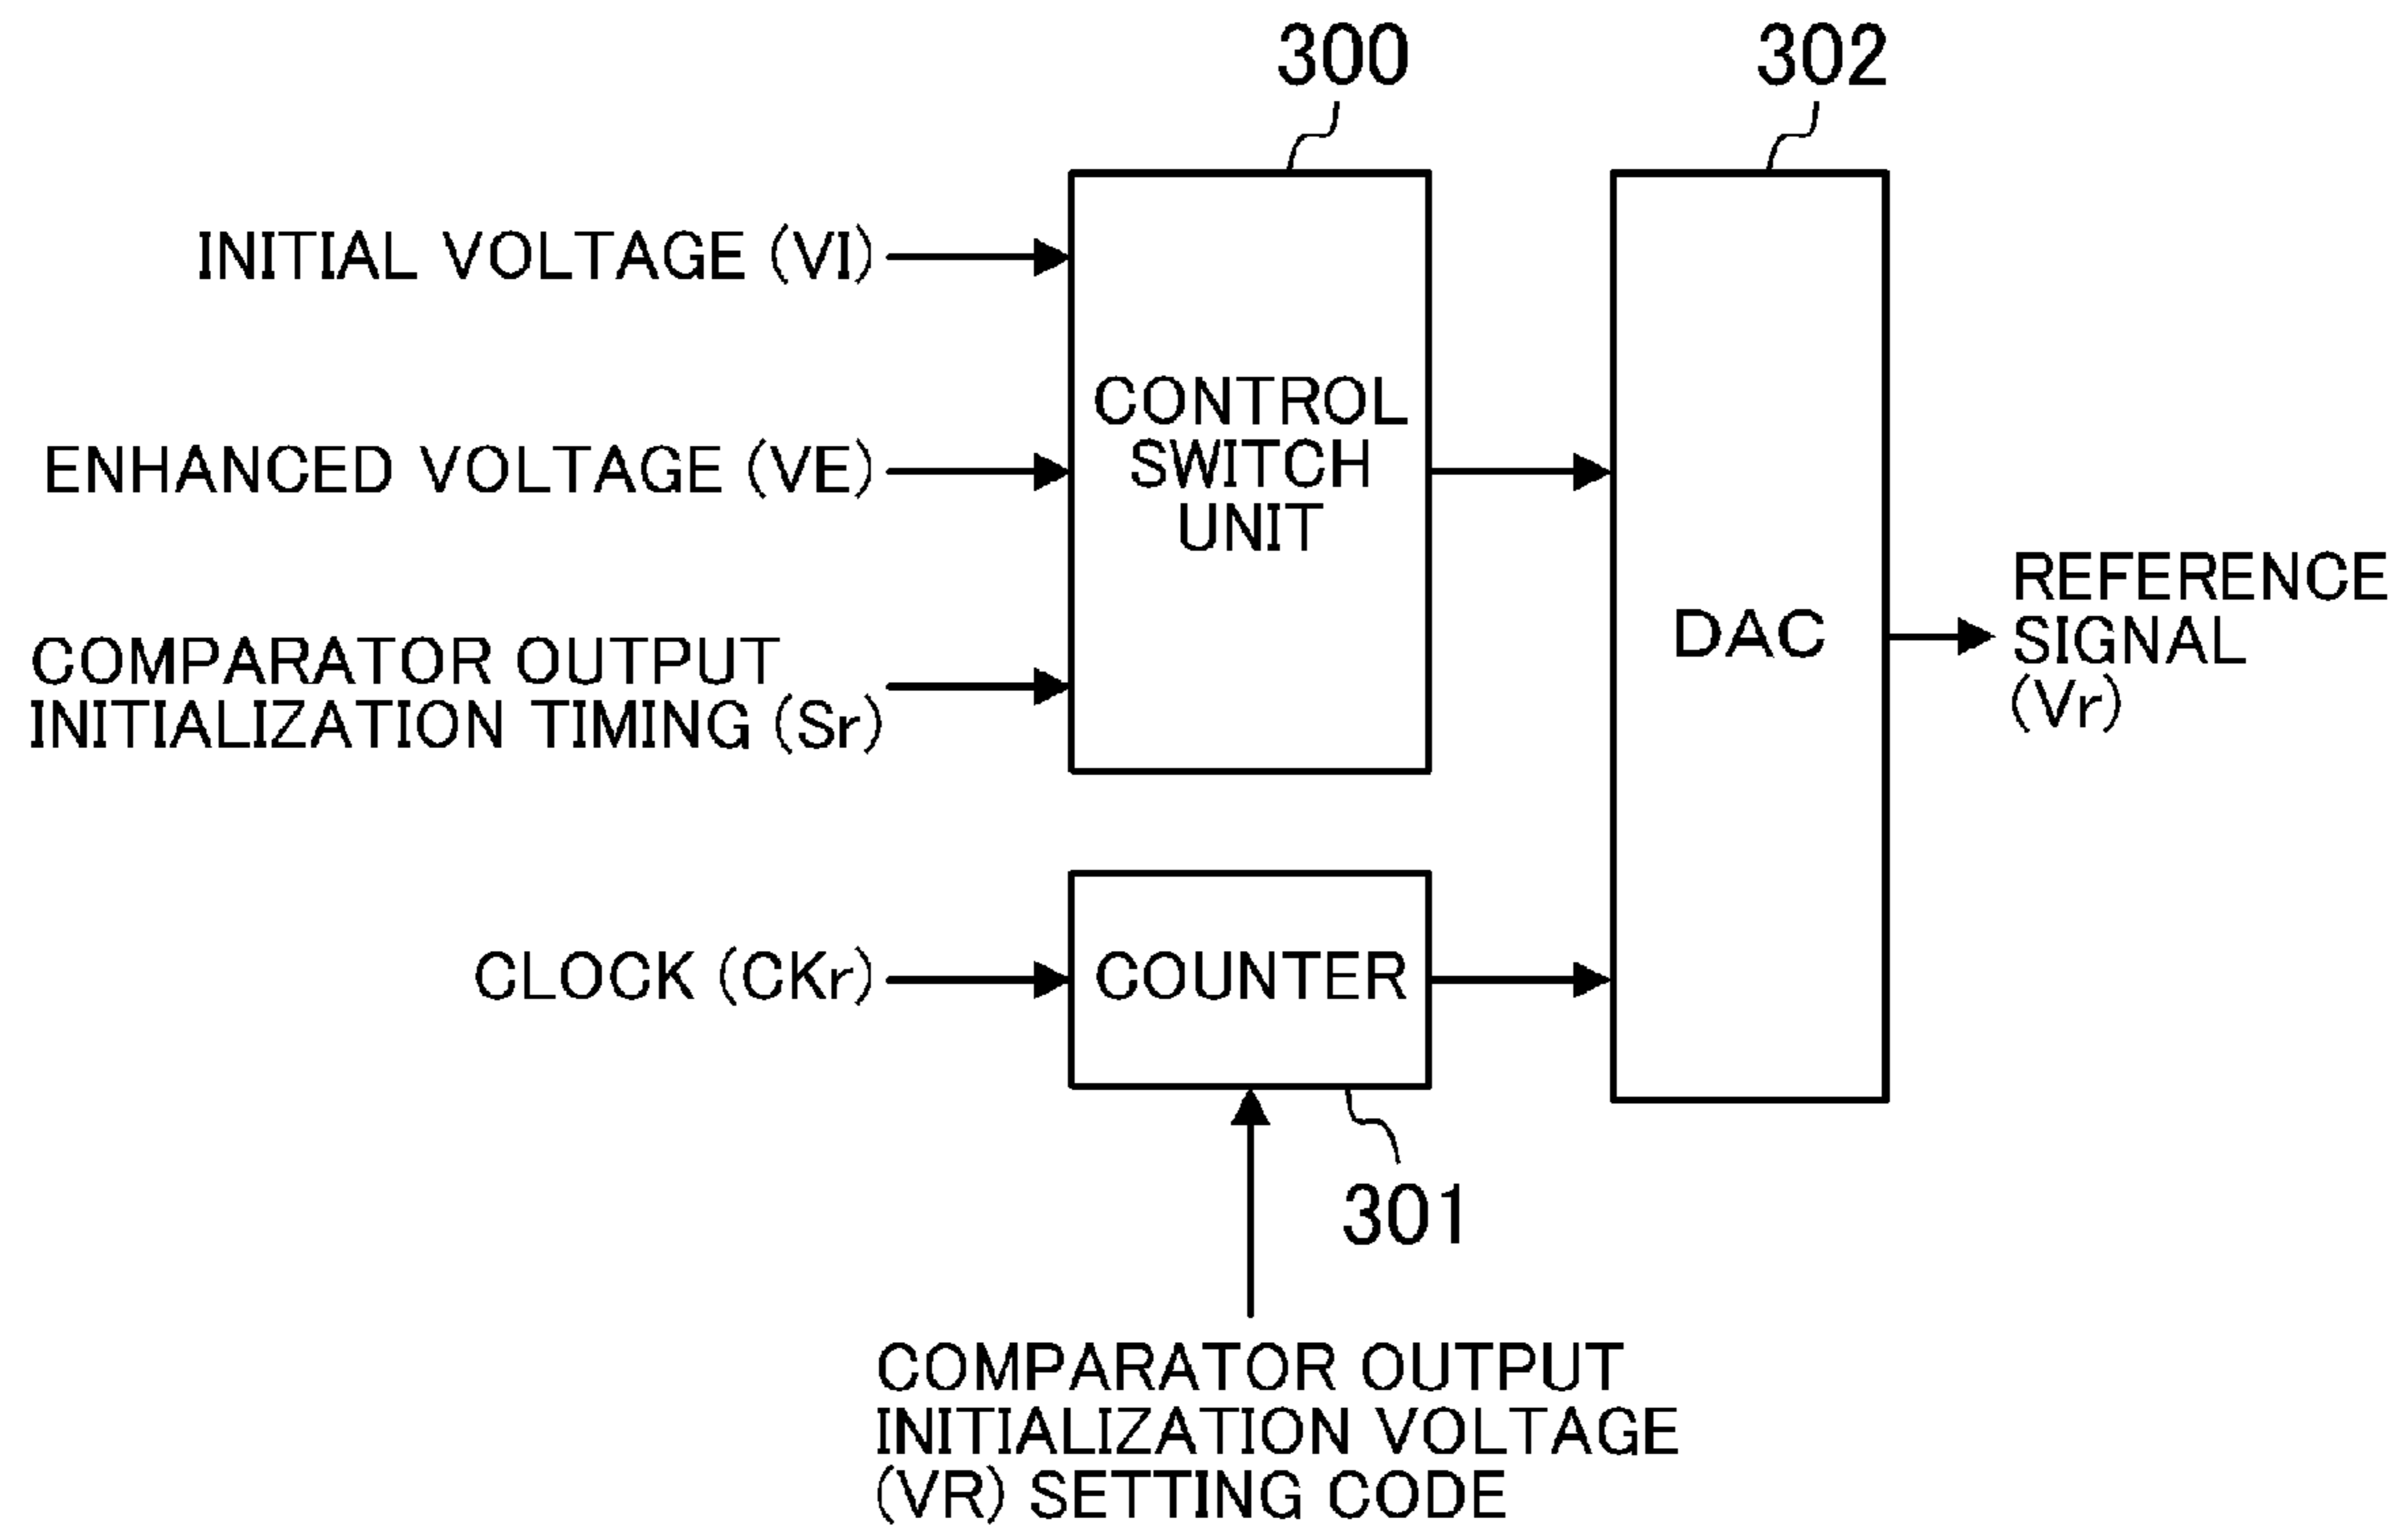 300
302
INITIAL VOLTAGE (VI)
ENHANCED VOLTAGE (VE)
COMPARATOR OUTPUT
INITIALIZATION TIMING (Sr)
CONTROL
SWITCH
UNIT
DAC
REFERENCE
SIGNAL
(Vr)
CLOCK (CKr)
COUNTER
301
COMPARATOR OUTPUT
INITIALIZATION VOLTAGE
(VR) SETTING CODE